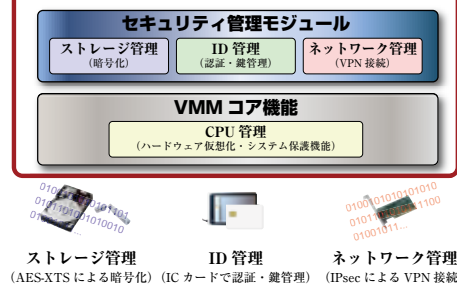 セキュリティ管理モジュール
ストレージ管理 ID 管理 ネットワーク管理
(暗号化) (認証・鍵管理) (VPN 接続)
VMM コア機能
CPU 管理
(ハードウェア仮想化・システム保護機能)
ストレージ管理 ID 管理 ネットワーク管理
(AES-XTS による暗号化) (IC カードで認証・鍵管理) (IPsec による VPN 接続